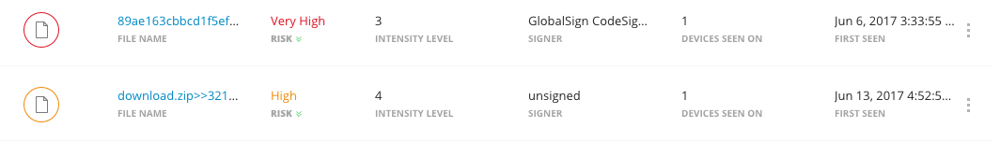 89ae163cbbcd1f5ef... Very High 3 GlobalSign CodeSig... 1 Jun 6, 2017 3:33:55 ...
FILE NAME RISK INTENSITY LEVEL SIGNER DEVICES SEEN ON FIRST SEEN
download.zip>>321... High 4 unsigned 1 Jun 13, 2017 4:52:5...
FILE NAME RISK INTENSITY LEVEL SIGNER DEVICES SEEN ON FIRST SEEN